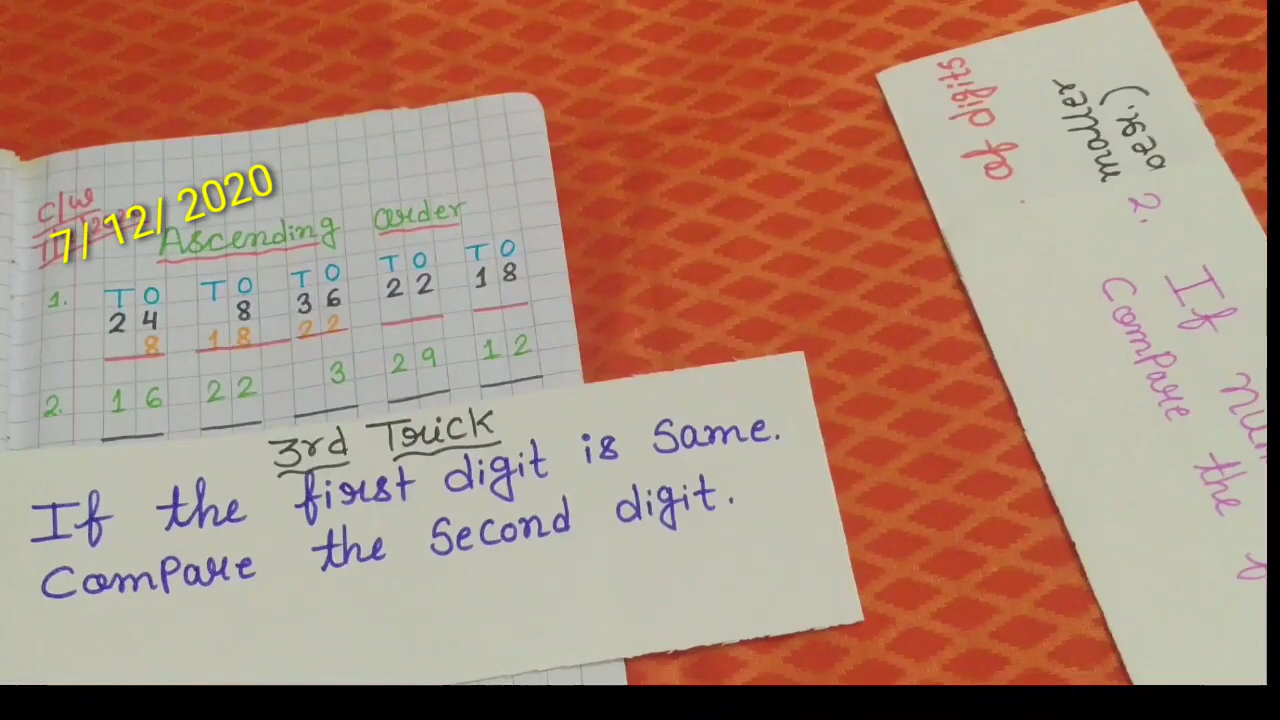 c/w
7/12/2020
Ascending order
1. T O T O T O T O T O
2 4 8 3 6 2 2 1 8
8 1 8 2 2
2. 1 6 2 2 3 2 9 1 2
3rd Trick
If the first digit is same.
Compare the second digit.
of digits
maller
2. If
Compare the